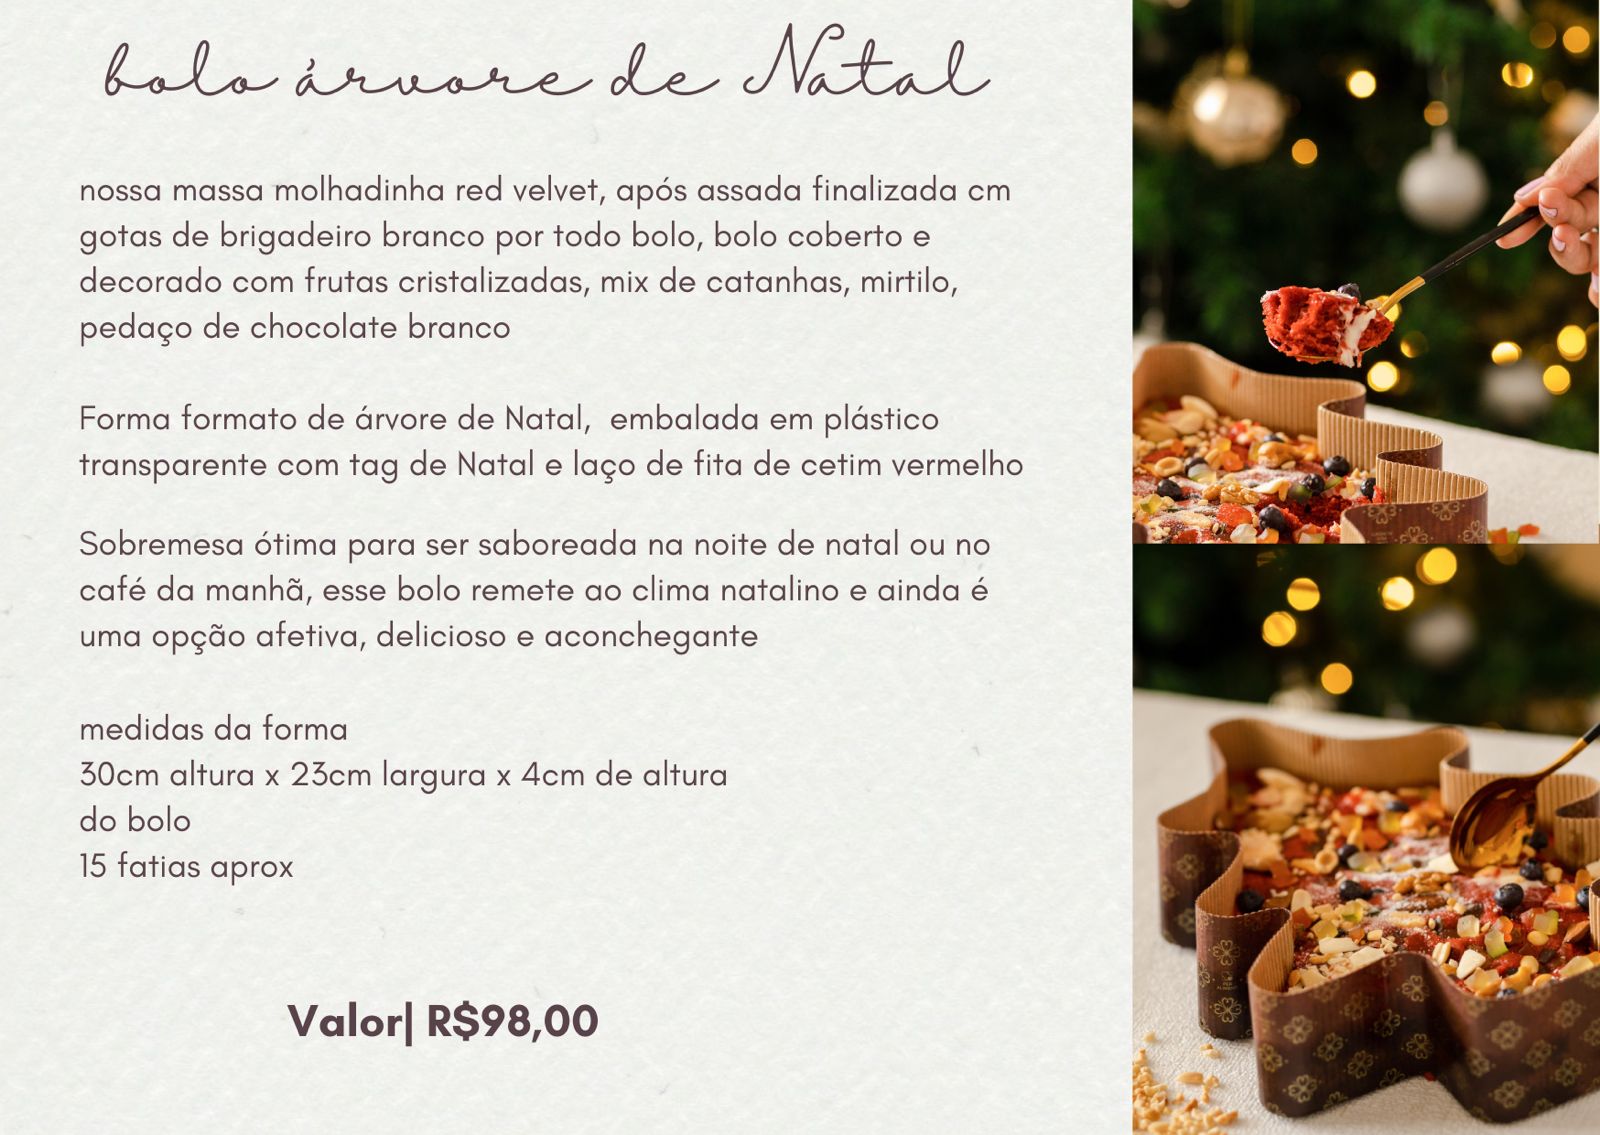 bolo árvore de Natal
nossa massa molhadinha red velvet, após assada finalizada cm
gotas de brigadeiro branco por todo bolo, bolo coberto e
decorado com frutas cristalizadas, mix de catanhas, mirtilo,
pedaço de chocolate branco
Forma formato de árvore de Natal,  embalada em plástico
transparente com tag de Natal e laço de fita de cetim vermelho
Sobremesa ótima para ser saboreada na noite de natal ou no
café da manhã, esse bolo remete ao clima natalino e ainda é
uma opção afetiva, delicioso e aconchegante
medidas da forma
30cm altura x 23cm largura x 4cm de altura
do bolo
15 fatias aprox
Valor| R$98,00